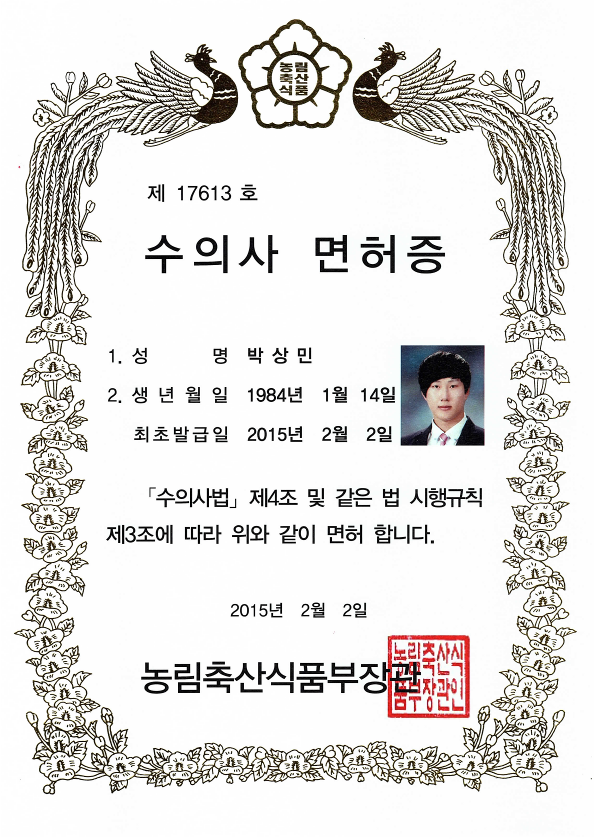 농림
축산
식품
제 17613 호
수의사 면허증
1. 성 명 박상민
2. 생년월일 1984년 1월 14일
최초발급일 2015년 2월 2일
「수의사법」 제4조 및 같은 법 시행규칙
제3조에 따라 위와 같이 면허 합니다.
2015년 2월 2일
농림축산식품부장관
농림축산식
품부장관인